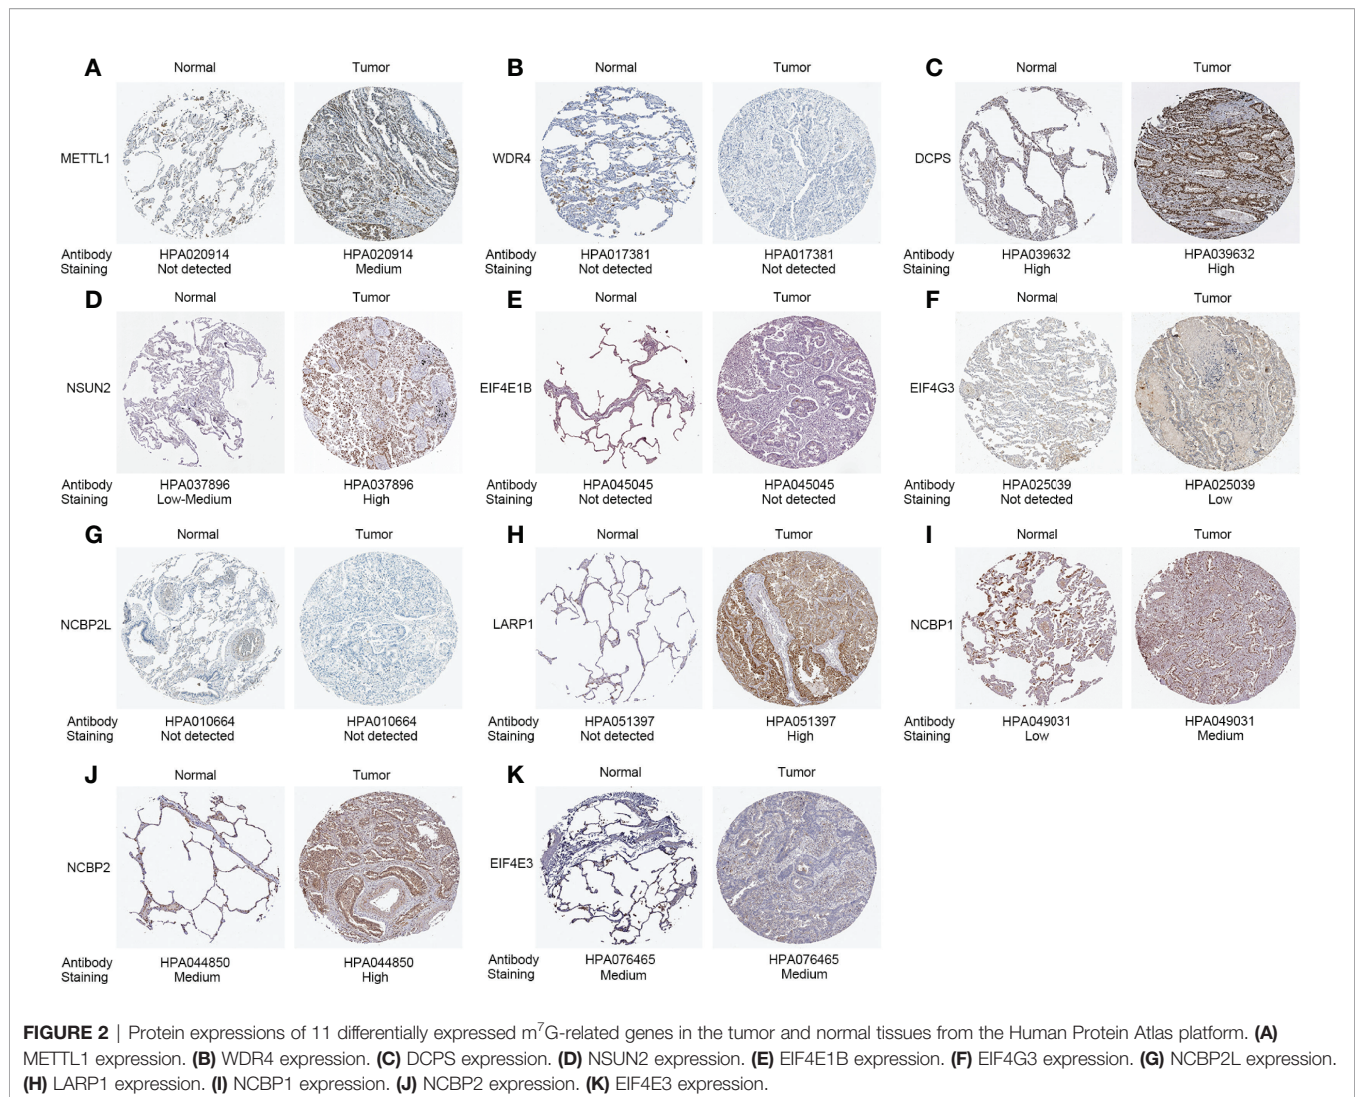 A
Normal
Tumor
METTL1
Antibody HPA020914 HPA020914
Staining Not detected Medium
B
Normal
Tumor
WDR4
Antibody HPA017381 HPA017381
Staining Not detected Not detected
C
Normal
Tumor
DCPS
Antibody HPA039632 HPA039632
Staining High High
D
Normal
Tumor
NSUN2
Antibody HPA037896 HPA037896
Staining Low-Medium High
E
Normal
Tumor
EIF4E1B
Antibody HPA045045 HPA045045
Staining Not detected Not detected
F
Normal
Tumor
EIF4G3
Antibody HPA025039 HPA025039
Staining Not detected Low
G
Normal
Tumor
NCBP2L
Antibody HPA010664 HPA010664
Staining Not detected Not detected
H
Normal
Tumor
LARP1
Antibody HPA051397 HPA051397
Staining Not detected High
I
Normal
Tumor
NCBP1
Antibody HPA049031 HPA049031
Staining Low Medium
J
Normal
Tumor
NCBP2
Antibody HPA044850 HPA044850
Staining Medium High
K
Normal
Tumor
EIF4E3
Antibody HPA076465 HPA076465
Staining Medium Medium
FIGURE 2 | Protein expressions of 11 differentially expressed m⁷G-related genes in the tumor and normal tissues from the Human Protein Atlas platform. (A)
METTL1 expression. (B) WDR4 expression. (C) DCPS expression. (D) NSUN2 expression. (E) EIF4E1B expression. (F) EIF4G3 expression. (G) NCBP2L expression.
(H) LARP1 expression. (I) NCBP1 expression. (J) NCBP2 expression. (K) EIF4E3 expression.